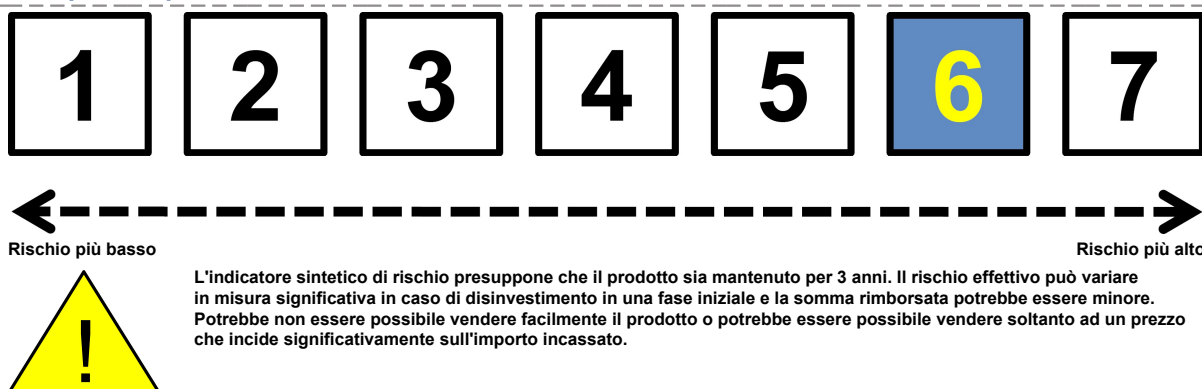 1 2 3 4 5 6 7
Rischio più basso Rischio più alto
L'indicatore sintetico di rischio presuppone che il prodotto sia mantenuto per 3 anni. Il rischio effettivo può variare
in misura significativa in caso di disinvestimento in una fase iniziale e la somma rimborsata potrebbe essere minore.
Potrebbe non essere possibile vendere facilmente il prodotto o potrebbe essere possibile vendere soltanto ad un prezzo
che incide significativamente sull'importo incassato.
!